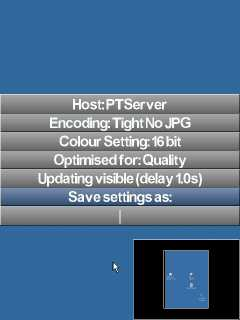 Host:PTServer
Encoding:Tight No JPG
Colour Setting:16 bit
Optimised for: Quality
Updating visible (delay 1.0s)
Save settings as: